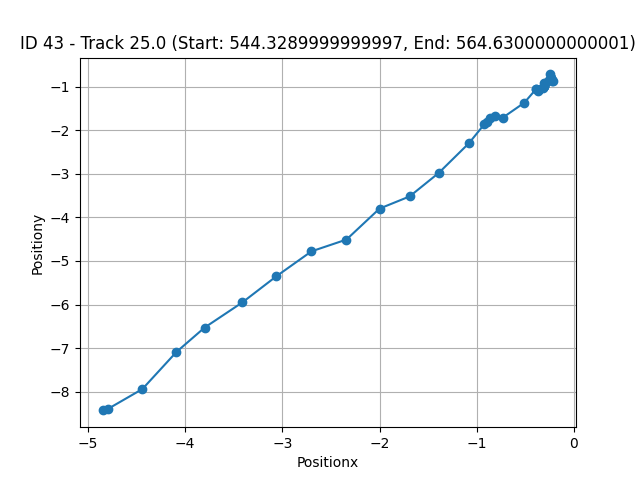 ID 43 - Track 25.0 (Start: 544.3289999999997, End: 564.6300000000001)
−1
−2
−3
−4
−5
−6
−7
−8
Positiony
−5 −4 −3 −2 −1 0
Positionx